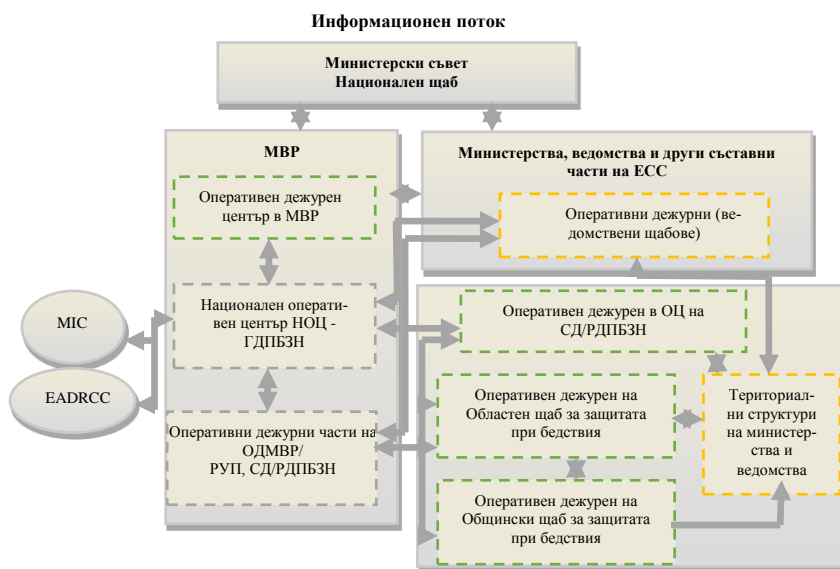 Информационен поток
Министерски съвет
Национален щаб
МВР
Оперативен дежурен
център в МВР
Национален операти-
вен център НОЦ -
ГДПБЗН
Оперативни дежурни части на
ОДМВР/
РУП, СД/РДПБЗН
MIC
EADRCC
Министерства, ведомства и други съставни
части на ЕСС
Оперативни дежурни (ве-
домствени щабове)
Оперативен дежурен в ОЦ на
СД/РДПБЗН
Оперативен дежурен на
Областен щаб за защитата
при бедствия
Оперативен дежурен на
Общински щаб за защитата
при бедствия
Териториал-
ни структури
на министер-
ства и
ведомства